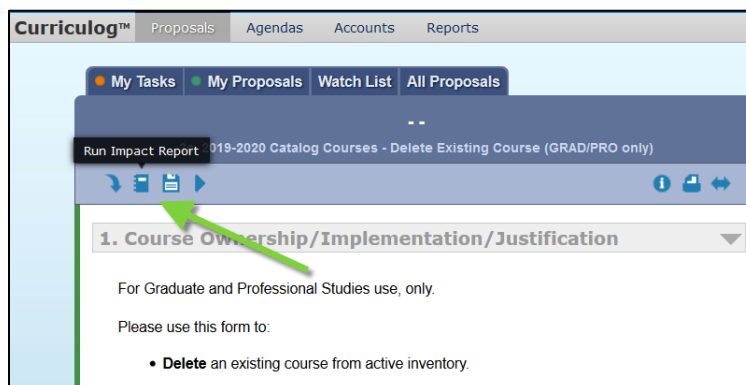 Curriculog™ Proposals Agendas Accounts Reports
My Tasks My Proposals Watch List All Proposals
- -
Run Impact Report 2019-2020 Catalog Courses - Delete Existing Course (GRAD/PRO only)
1. Course Ownership/Implementation/Justification
For Graduate and Professional Studies use, only.
Please use this form to:
• Delete an existing course from active inventory.